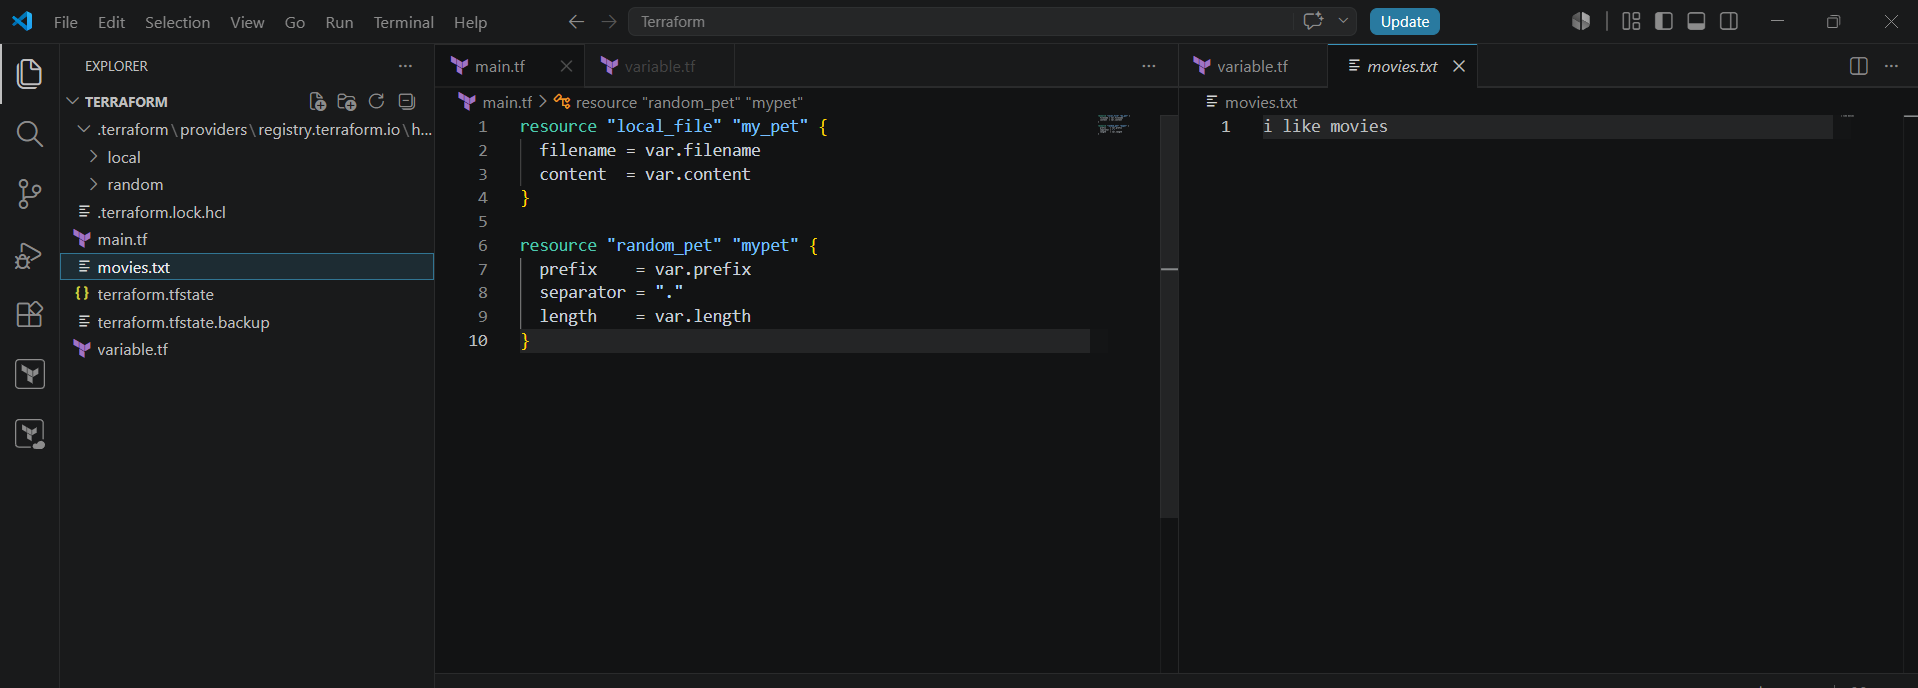 File Edit Selection View Go Run Terminal Help
Terraform
Update
EXPLORER
TERRAFORM
.terraform\providers\registry.terraform.io\h...
local
random
.terraform.lock.hcl
main.tf
movies.txt
terraform.tfstate
terraform.tfstate.backup
variable.tf
main.tf variable.tf
main.tf > resource "random_pet" "mypet"
1 resource "local_file" "my_pet" {
2 filename = var.filename
3 content  = var.content
4 }
5
6 resource "random_pet" "mypet" {
7 prefix    = var.prefix
8 separator = "."
9 length    = var.length
10 }
variable.tf movies.txt
movies.txt
1 i like movies